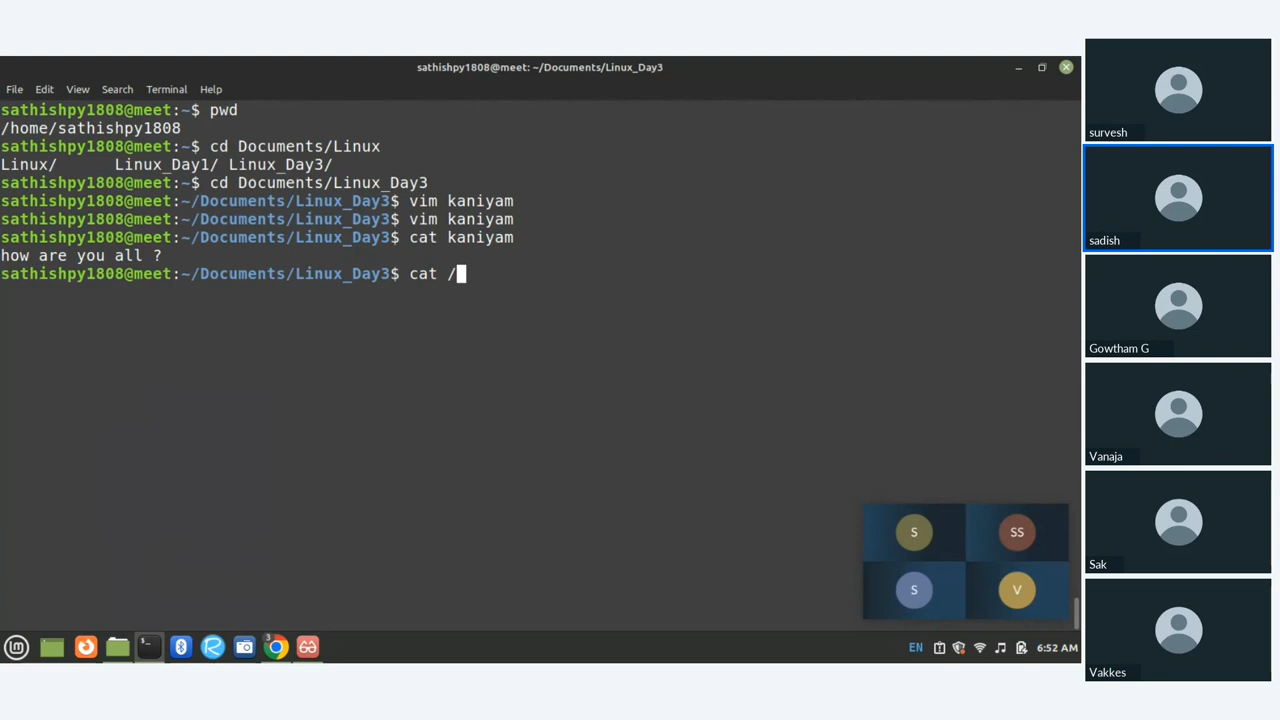 sathishpy1808@meet: ~/Documents/Linux_Day3
File Edit View Search Terminal Help
sathishpy1808@meet:~$ pwd
/home/sathishpy1808
sathishpy1808@meet:~$ cd Documents/Linux
Linux/ Linux_Day1/ Linux_Day3/
sathishpy1808@meet:~$ cd Documents/Linux_Day3
sathishpy1808@meet:~/Documents/Linux_Day3$ vim kaniyam
sathishpy1808@meet:~/Documents/Linux_Day3$ vim kaniyam
sathishpy1808@meet:~/Documents/Linux_Day3$ cat kaniyam
how are you all ?
sathishpy1808@meet:~/Documents/Linux_Day3$ cat /
S SS
S V
3
EN 6:52 AM
survesh
sadish
Gowtham G
Vanaja
Sak
Vakkes